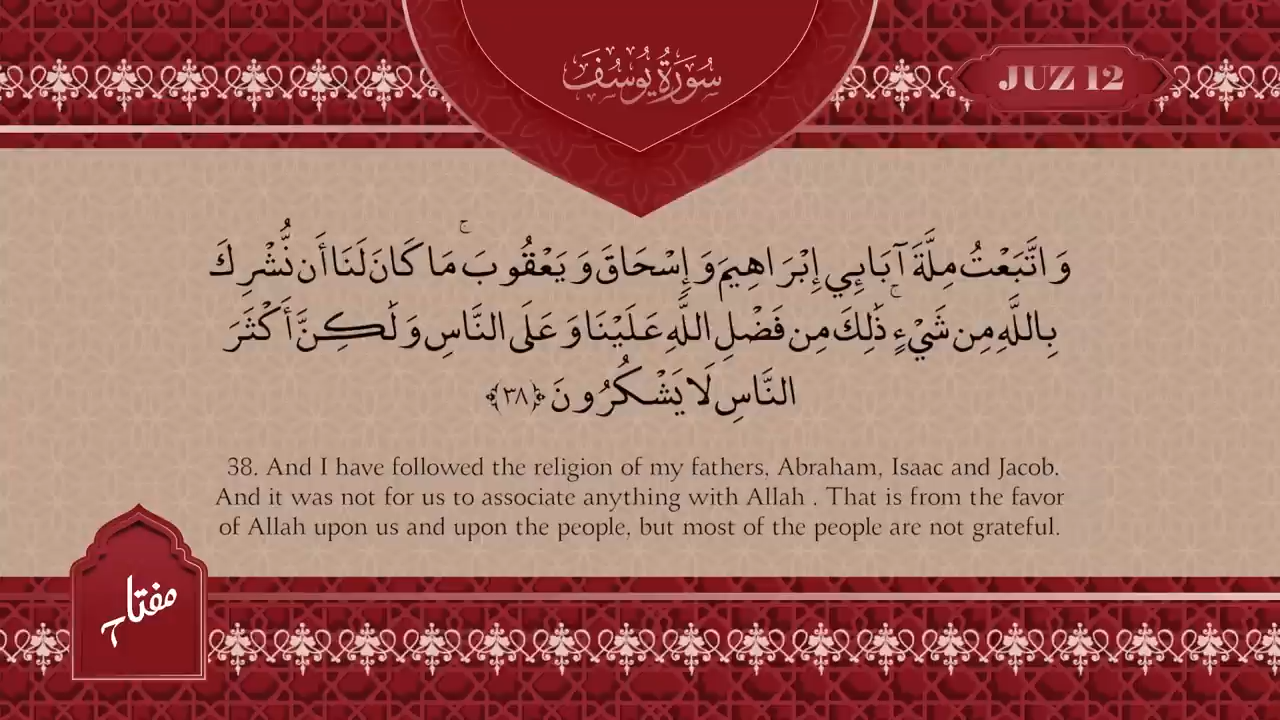 سُورَةُ يُوسُفَ
JUZ 12
وَاتَّبَعْتُ مِلَّةَ آبَائِي إِبْرَاهِيمَ وَإِسْحَاقَ وَيَعْقُوبَ ۚ مَا كَانَ لَنَا أَن نُّشْرِكَ
بِاللَّهِ مِن شَيْءٍ ۚ ذَٰلِكَ مِن فَضْلِ اللَّهِ عَلَيْنَا وَعَلَى النَّاسِ وَلَٰكِنَّ أَكْثَرَ
النَّاسِ لَا يَشْكُرُونَ ﴿٣٨﴾
38. And I have followed the religion of my fathers, Abraham, Isaac and Jacob.
And it was not for us to associate anything with Allah . That is from the favor
of Allah upon us and upon the people, but most of the people are not grateful.
مفتاح